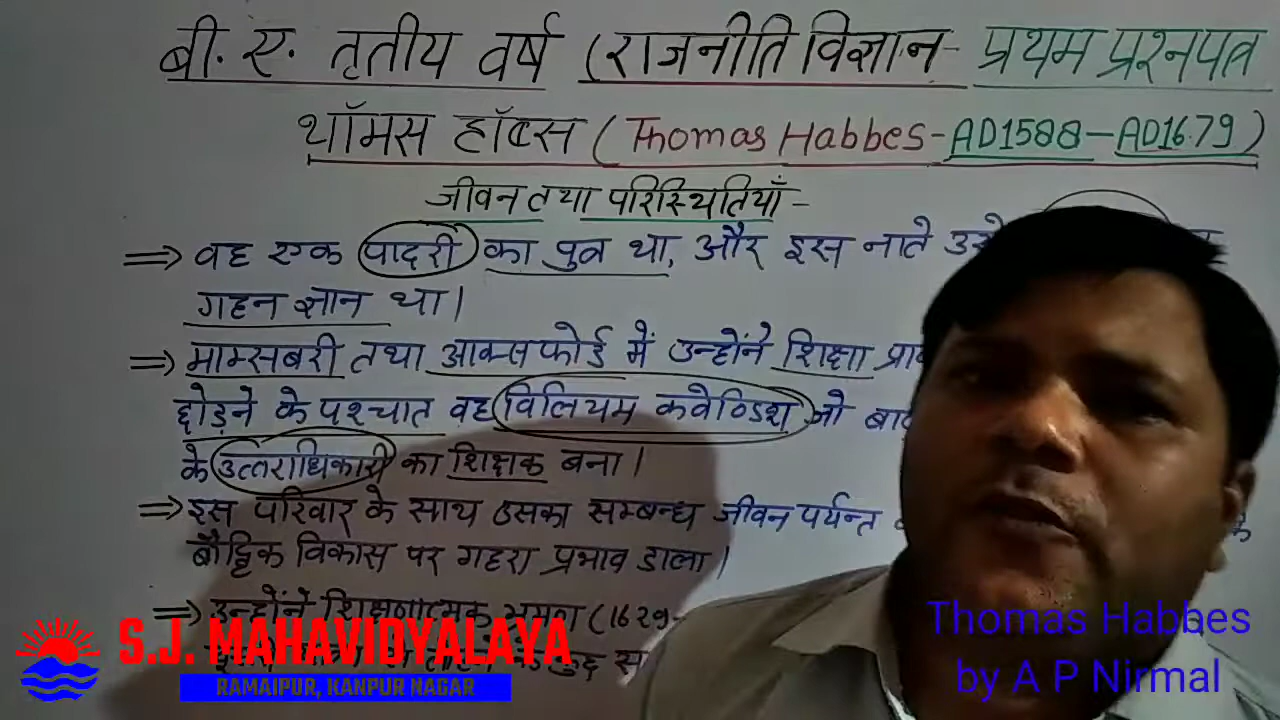 बी. ए. तृतीय वर्ष (राजनीति विज्ञान- प्रथम प्रश्नपत्र
थॉमस हॉब्स (Thomas Habbes-AD1588-AD1679)
जीवन तथा परिस्थितियाँ-
⇒ वह एक पादरी का पुत्र था, और इस नाते उसे
गहन ज्ञान था।
⇒ माम्सबरी तथा आक्सफोर्ड में उन्होंने शिक्षा
छोड़ने के पश्चात वह विलियम कवेण्डिश जो
के उत्तराधिकारी का शिक्षक बना।
⇒ इस परिवार के साथ उसका सम्बन्ध जीवन पर्यन्त
बौद्धिक विकास पर गहरा प्रभाव डाला।
⇒ उन्होंने शिक्षणात्मक भ्रमण (1629-
S.J. MAHAVIDYALAYA
RAMAIPUR, KANPUR NAGAR
Thomas Habbes
by A P Nirmal